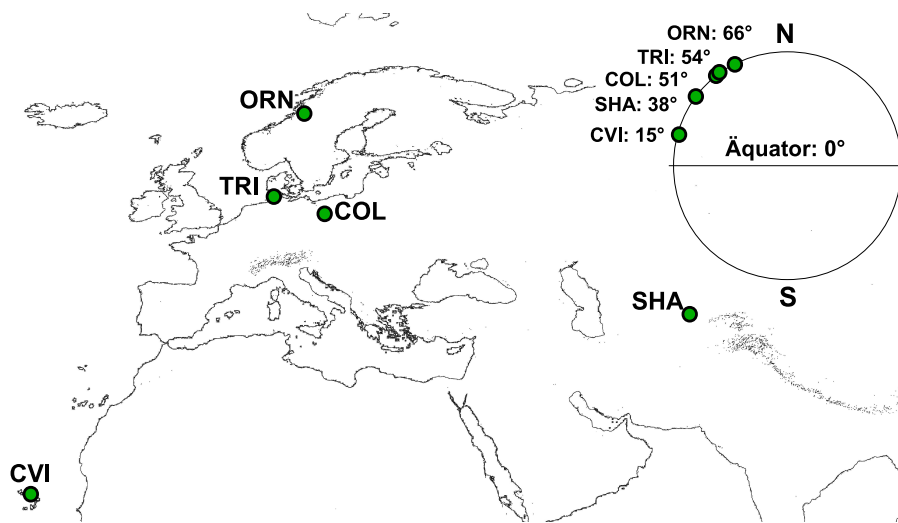 ORN: 66°
N
TRI: 54°
COL: 51°
SHA: 38°
CVI: 15°
Äquator: 0°
S
ORN
TRI
COL
SHA
CVI